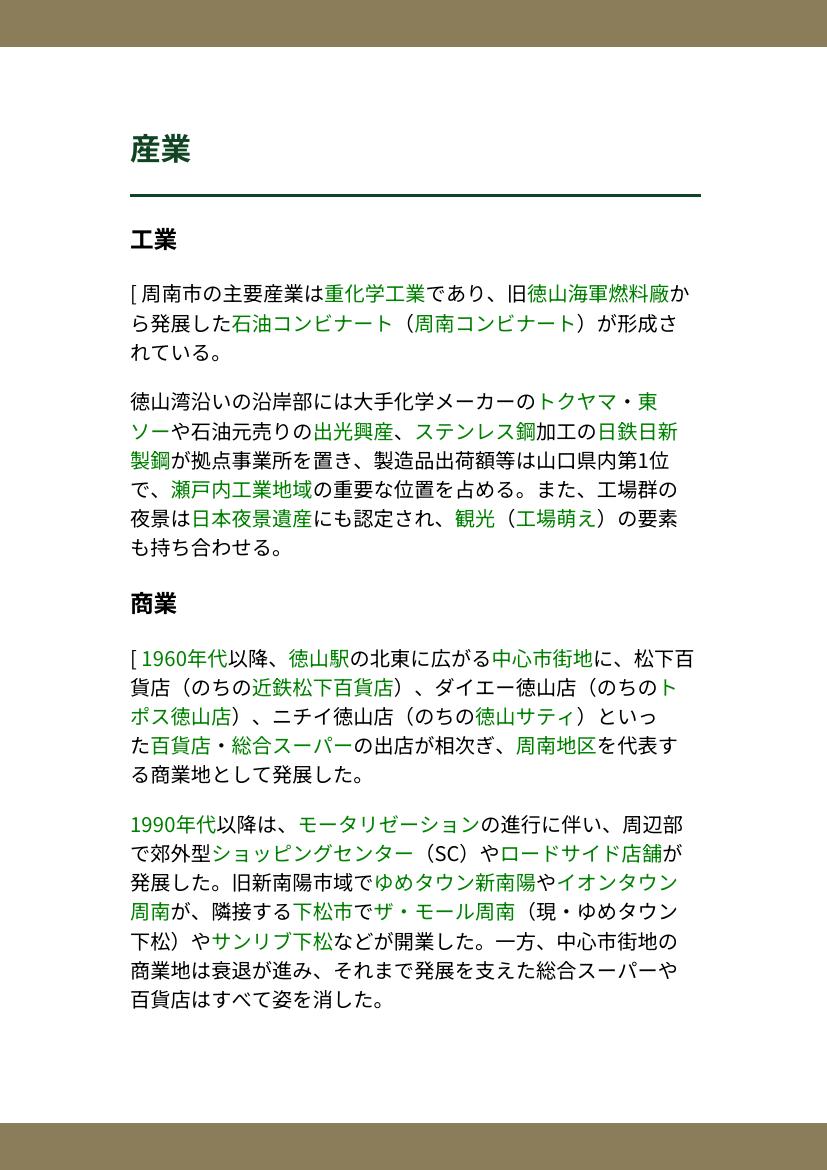 産業
工業
[ 周南市の主要産業は重化学工業であり、旧徳山海軍燃料廠か
ら発展した石油コンビナート（周南コンビナート）が形成さ
れている。
徳山湾沿いの沿岸部には大手化学メーカーのトクヤマ・東
ソーや石油元売りの出光興産、ステンレス鋼加工の日鉄日新
製鋼が拠点事業所を置き、製造品出荷額等は山口県内第1位
で、瀬戸内工業地域の重要な位置を占める。また、工場群の
夜景は日本夜景遺産にも認定され、観光（工場萌え）の要素
も持ち合わせる。
商業
[ 1960年代以降、徳山駅の北東に広がる中心市街地に、松下百
貨店（のちの近鉄松下百貨店）、ダイエー徳山店（のちのト
ポス徳山店）、ニチイ徳山店（のちの徳山サティ）といっ
た百貨店・総合スーパーの出店が相次ぎ、周南地区を代表す
る商業地として発展した。
1990年代以降は、モータリゼーションの進行に伴い、周辺部
で郊外型ショッピングセンター（SC）やロードサイド店舗が
発展した。旧新南陽市域でゆめタウン新南陽やイオンタウン
周南が、隣接する下松市でザ・モール周南（現・ゆめタウン
下松）やサンリブ下松などが開業した。一方、中心市街地の
商業地は衰退が進み、それまで発展を支えた総合スーパーや
百貨店はすべて姿を消した。